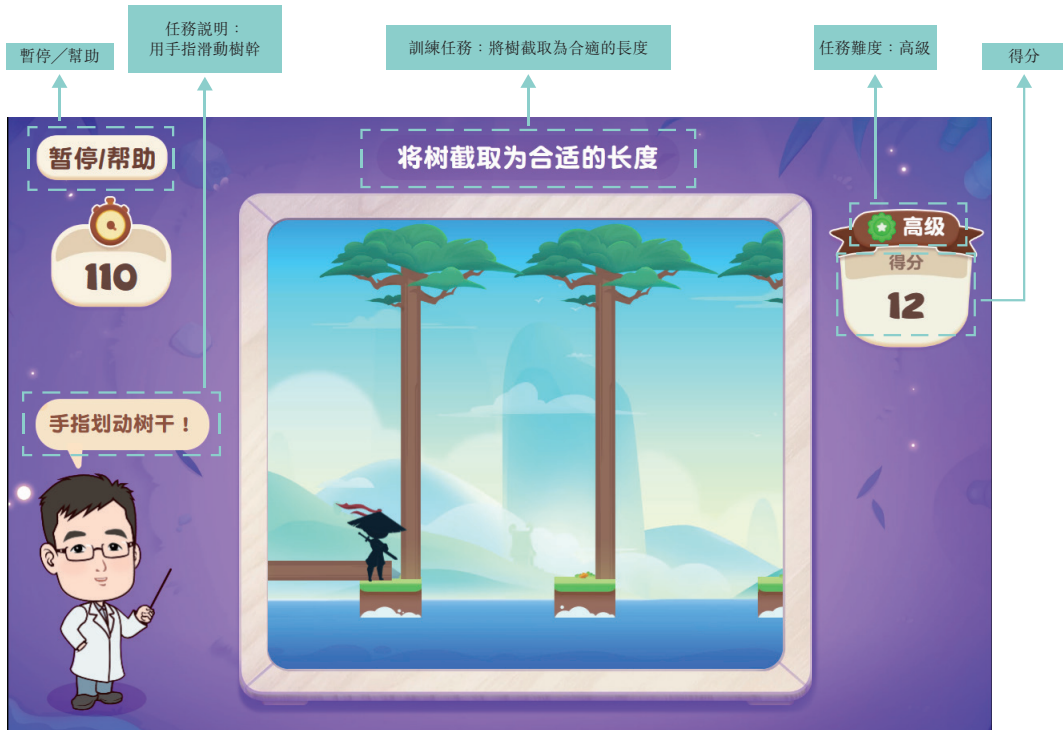 任務説明：
用手指滑動樹幹
暫停／幫助
訓練任務：將樹截取為合適的長度
任務難度：高級
得分
暂停/帮助
将树截取为合适的长度
高级
得分
110
12
手指划动树干！